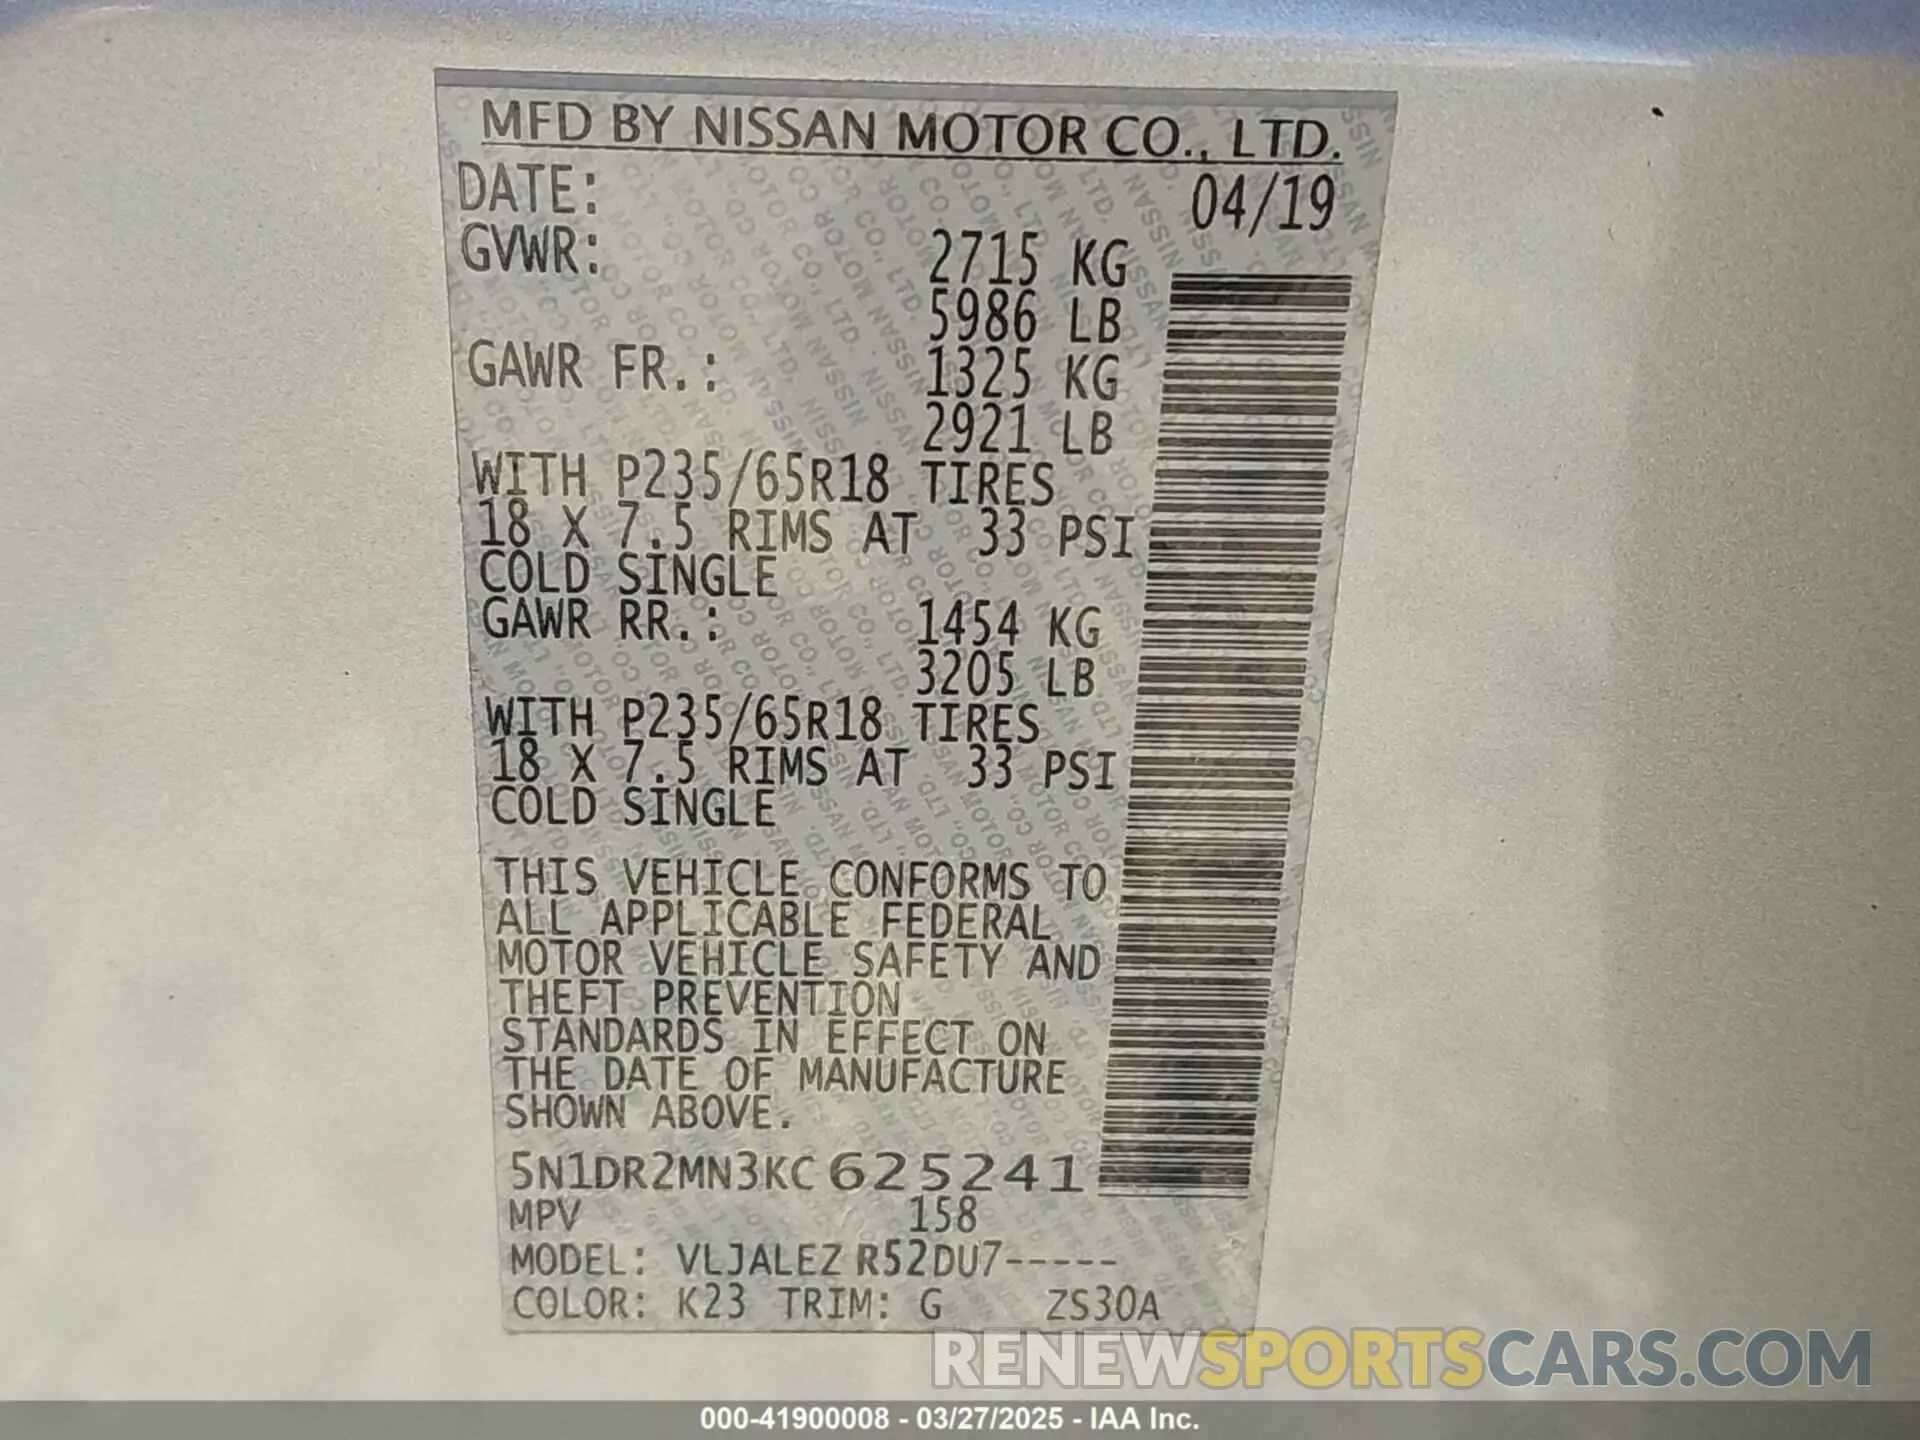 MFD BY NISSAN MOTOR CO., LTD.
DATE: 04/19
GVWR: 2715 KG
5986 LB
GAWR FR.: 1325 KG
2921 LB
WITH P235/65R18 TIRES
18 X 7.5 RIMS AT 33 PSI
COLD SINGLE
GAWR RR.: 1454 KG
3205 LB
WITH P235/65R18 TIRES
18 X 7.5 RIMS AT 33 PSI
COLD SINGLE
THIS VEHICLE CONFORMS TO
ALL APPLICABLE FEDERAL
MOTOR VEHICLE SAFETY AND
THEFT PREVENTION
STANDARDS IN EFFECT ON
THE DATE OF MANUFACTURE
SHOWN ABOVE.
5N1DR2MN3KC625241
MPV 158
MODEL: VLJALEZ R52DU7-----
COLOR: K23 TRIM: G ZS30A
RENEWSPORTSCARS.COM
000-41900008 - 03/27/2025 - IAA Inc.